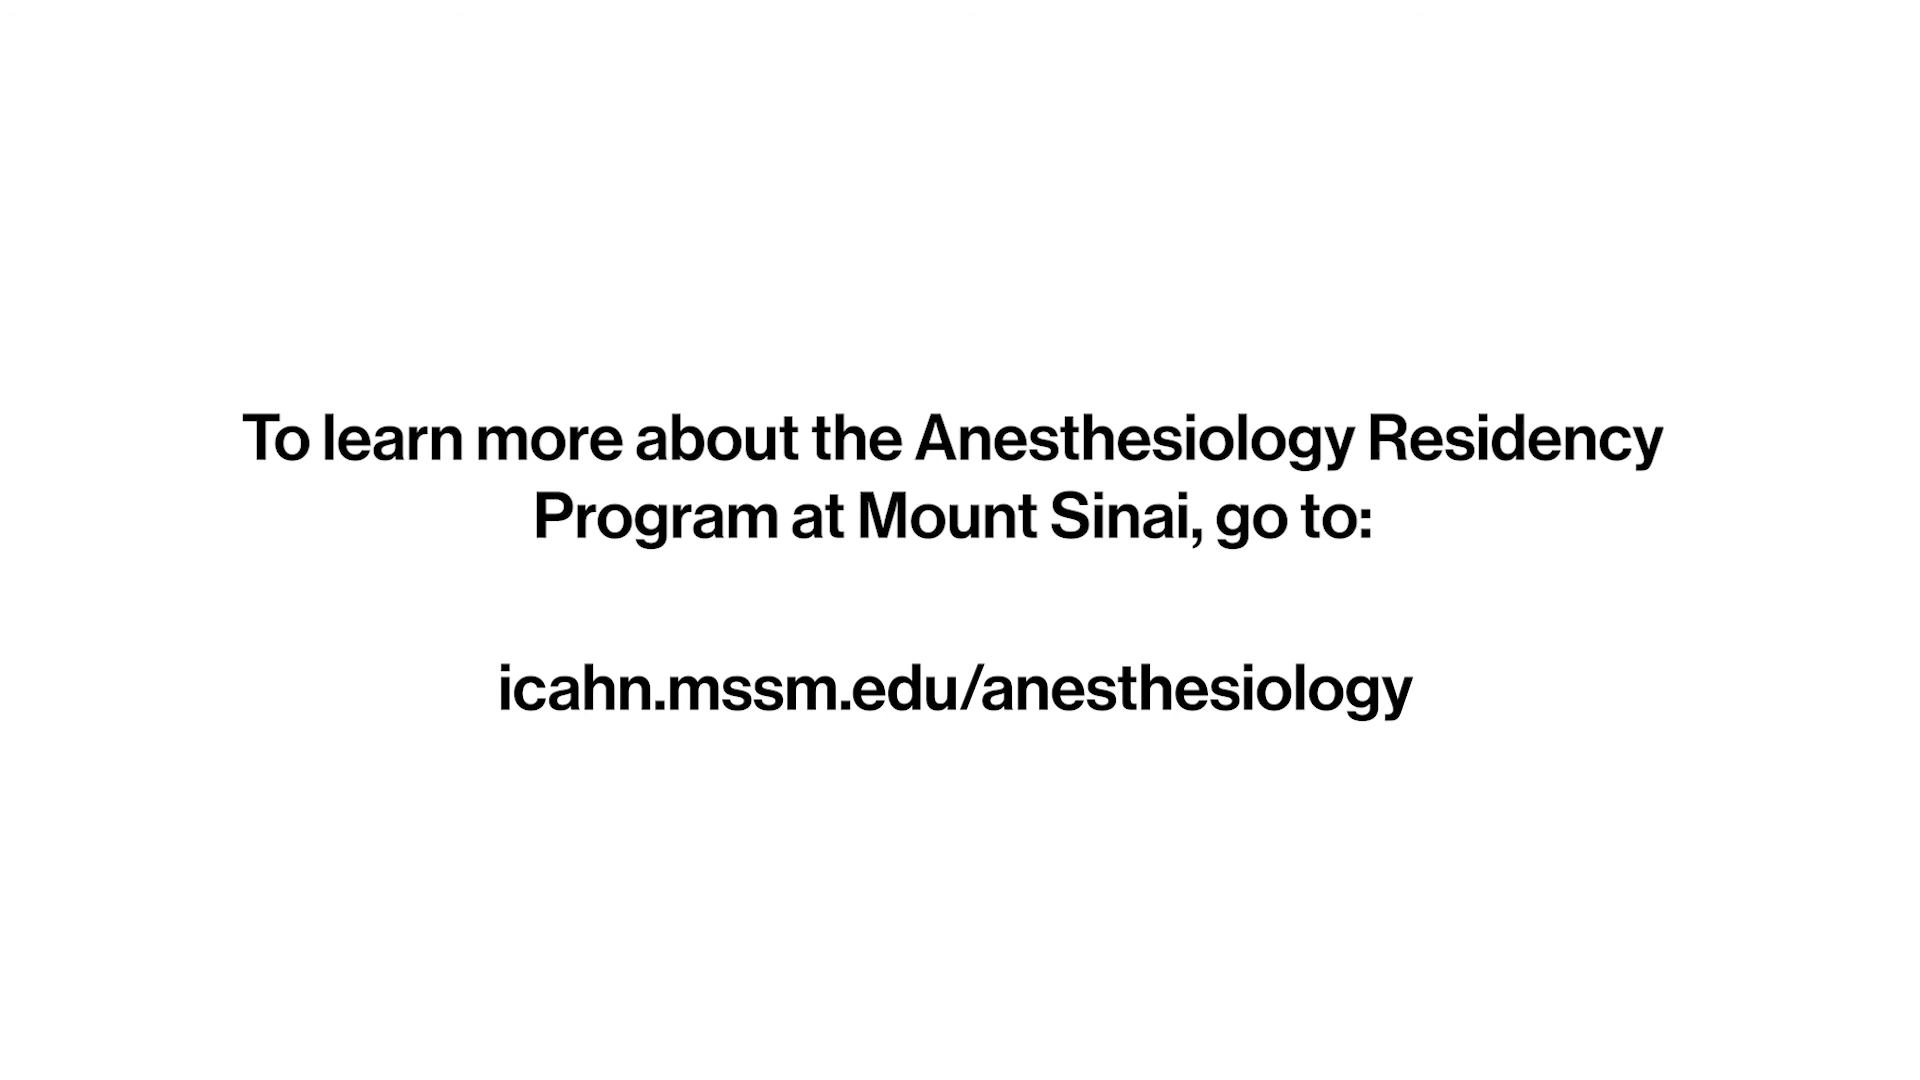 To learn more about the Anesthesiology Residency
Program at Mount Sinai, go to:
icahn.mssm.edu/anesthesiology